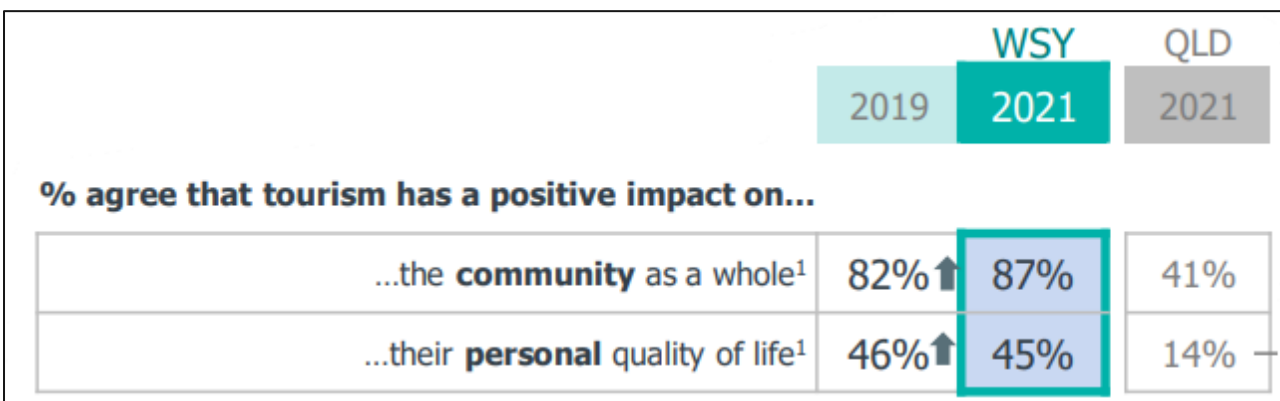 WSY QLD
2019 2021 2021
% agree that tourism has a positive impact on...
...the community as a whole¹ 82% 87% 41%
...their personal quality of life¹ 46% 45% 14%